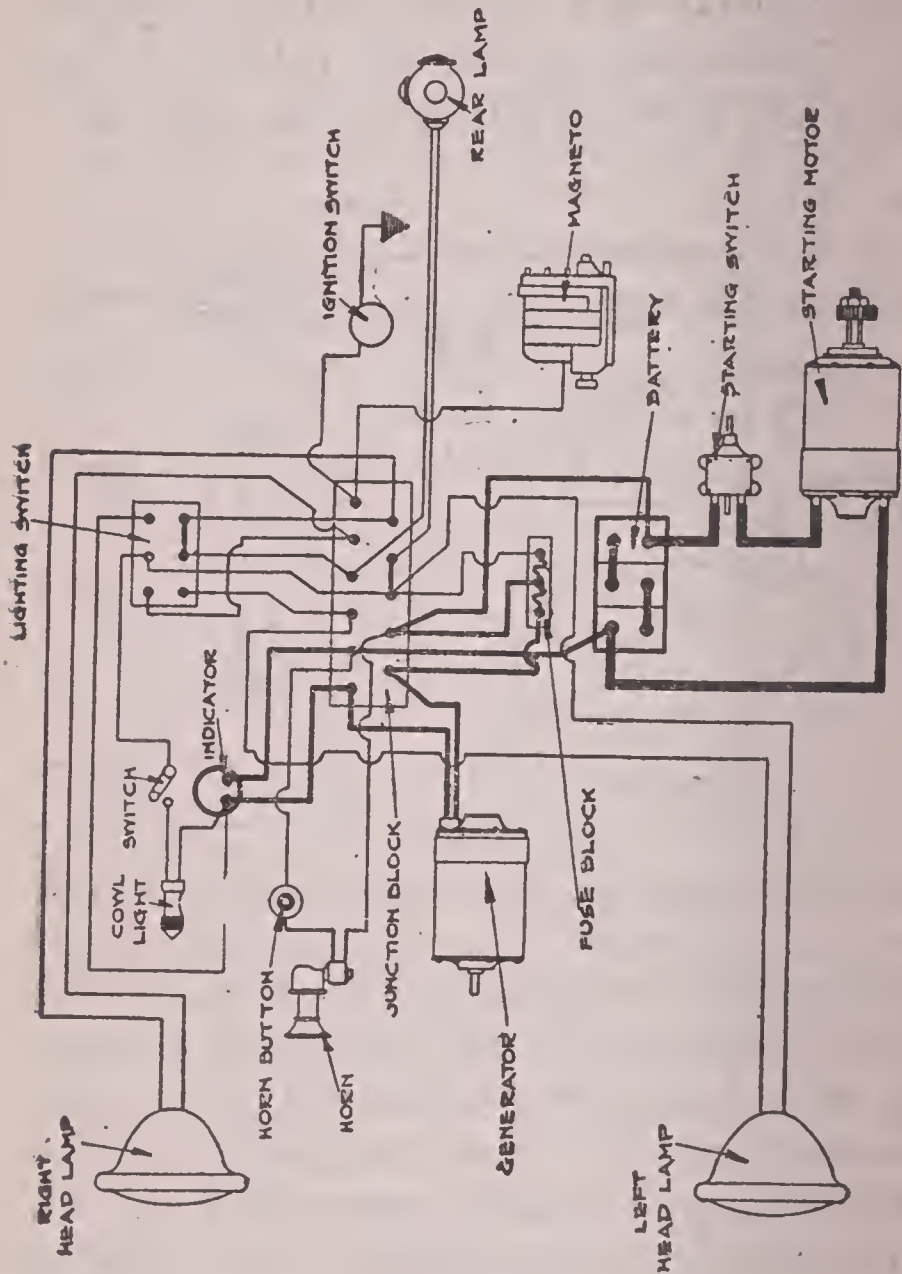 LIGHTING SWITCH
RIGHT
HEAD LAMP
COWL
LIGHT
SWITCH
INDICATOR
HORN BUTTON
IGNITION SWITCH
HORN
JUNCTION BLOCK
REAR LAMP
GENERATOR
MAGNETO
FUSE BLOCK
LEFT
HEAD LAMP
BATTERY
STARTING SWITCH
STARTING MOTOR